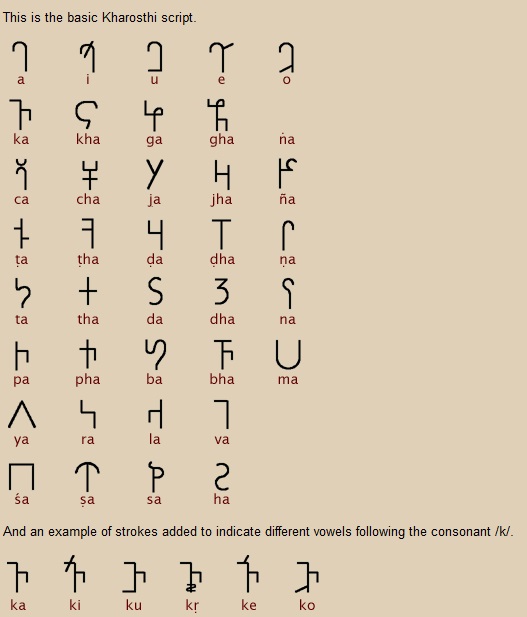 This is the basic Kharosthi script.
𐨀 𐨀𐨁 𐨀𐨂 𐨀𐨅 𐨀𐨆
a i u e o
𐨐 𐨑 𐨒 𐨓
ka kha ga gha ṅa
𐨕 𐨖 𐨗 𐨙
ca cha ja jha ña
𐨚 𐨛 𐨜 𐨝 𐨞
ṭa ṭha ḍa ḍha ṇa
𐨟 𐨠 𐨡 𐨢 𐨣
ta tha da dha na
𐨤 𐨥 𐨦 𐨧 𐨨
pa pha ba bha ma
𐨩 𐨪 𐨫 𐨬
ya ra la va
𐨭 𐨮 𐨯 𐨱
śa ṣa sa ha
And an example of strokes added to indicate different vowels following the consonant /k/.
𐨐 𐨐𐨁 𐨐𐨂 𐨐𐨃 𐨐𐨅 𐨐𐨆
ka ki ku kṛ ke ko